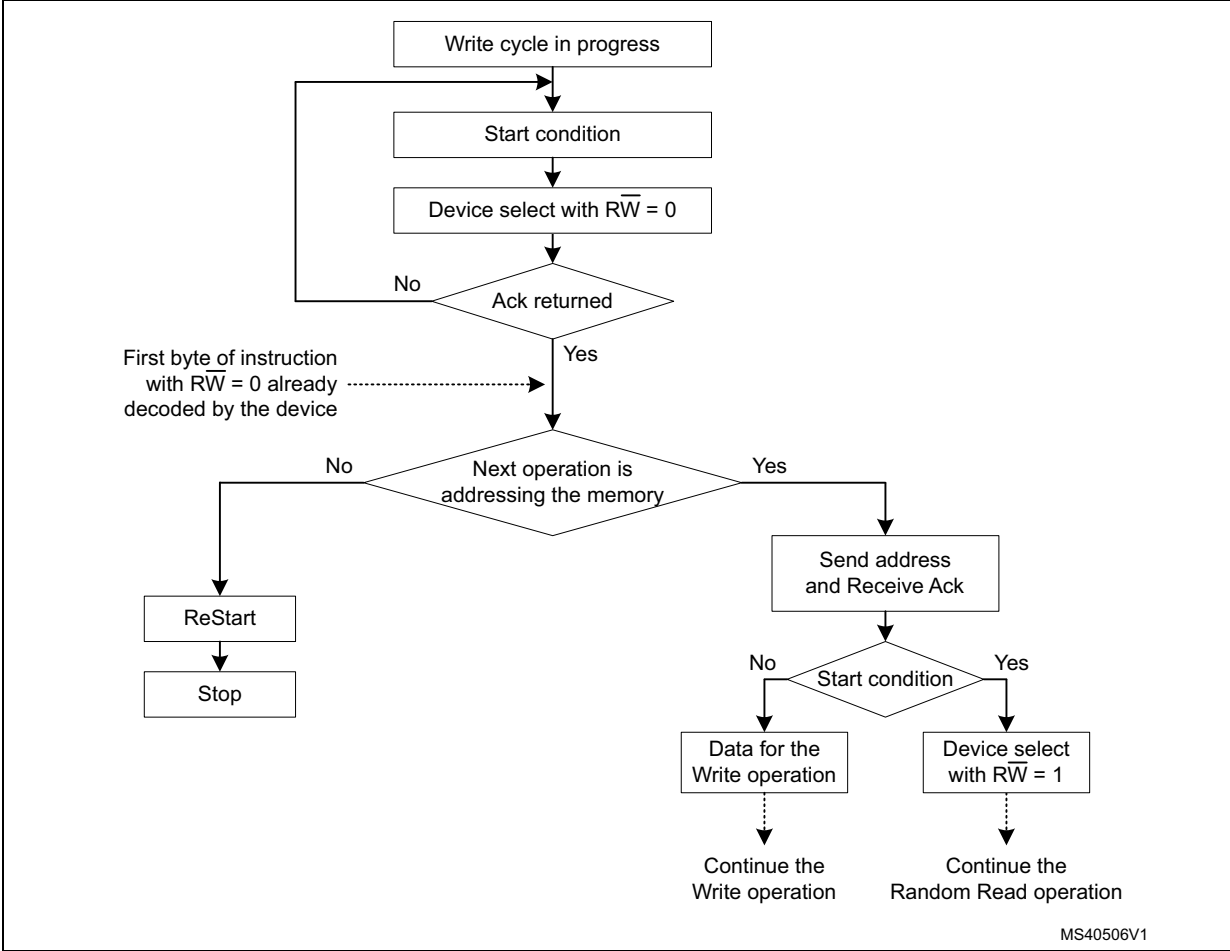 Write cycle in progress
Start condition
Device select with RW̅ = 0
No
Ack returned
Yes
First byte of instruction
with RW̅ = 0 already
decoded by the device
No
Next operation is
addressing the memory
Yes
Send address
and Receive Ack
ReStart
Stop
No
Start condition
Yes
Data for the
Write operation
Device select
with RW̅ = 1
Continue the
Write operation
Continue the
Random Read operation
MS40506V1